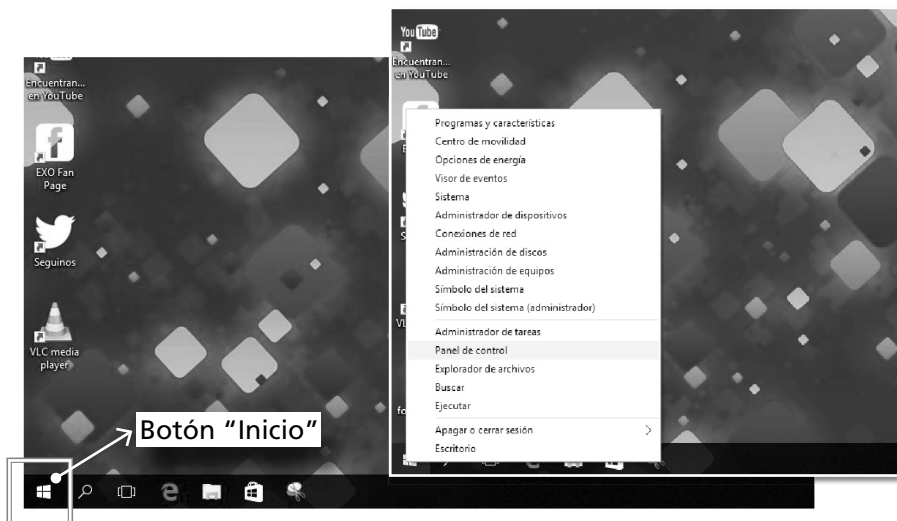 Encuentran...
en YouTube
EXO Fan
Page
Seguinos
VLC media
player
Botón “Inicio”
You Tube
Encuentran...
en YouTube
Programas y características
Centro de movilidad
Opciones de energía
Visor de eventos
Sistema
Administrador de dispositivos
Conexiones de red
Administración de discos
Administración de equipos
Símbolo del sistema
Símbolo del sistema (administrador)
Administrador de tareas
Panel de control
Explorador de archivos
Buscar
Ejecutar
Apagar o cerrar sesión
Escritorio